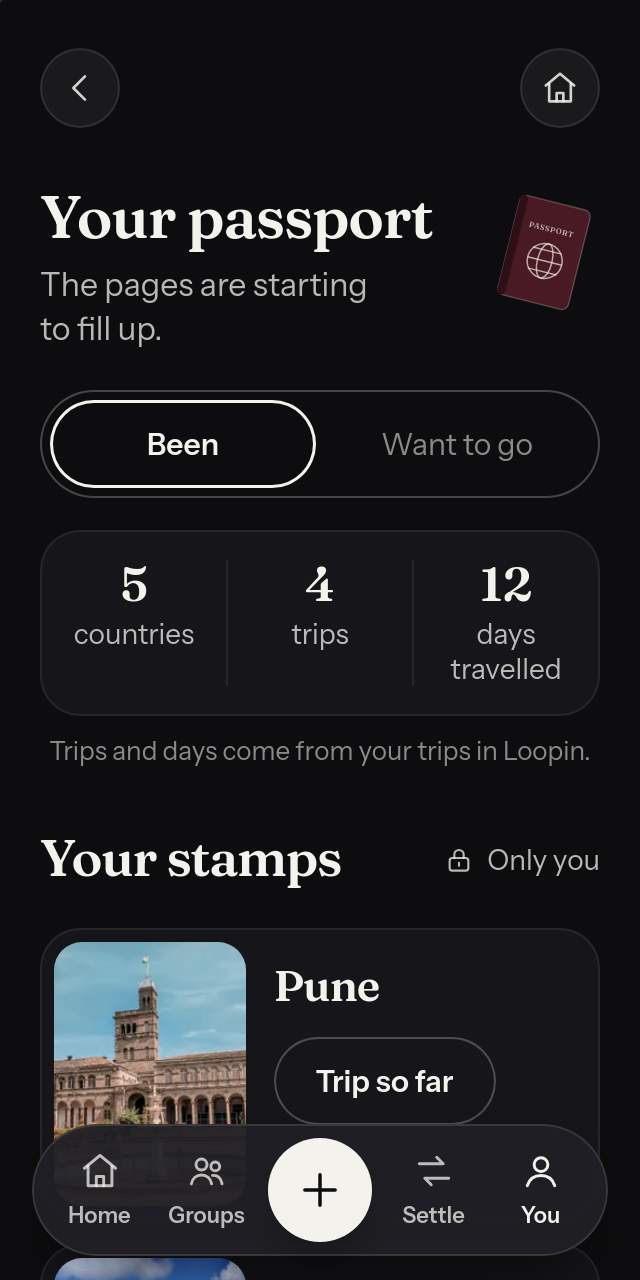 Your passport
PASSPORT
The pages are starting
to fill up.
Been
Want to go
5
4
12
countries
trips
days
travelled
Trips and days come from your trips in Loopin.
Your stamps
Only you
Pune
Trip so far
Home
Groups
Settle
You